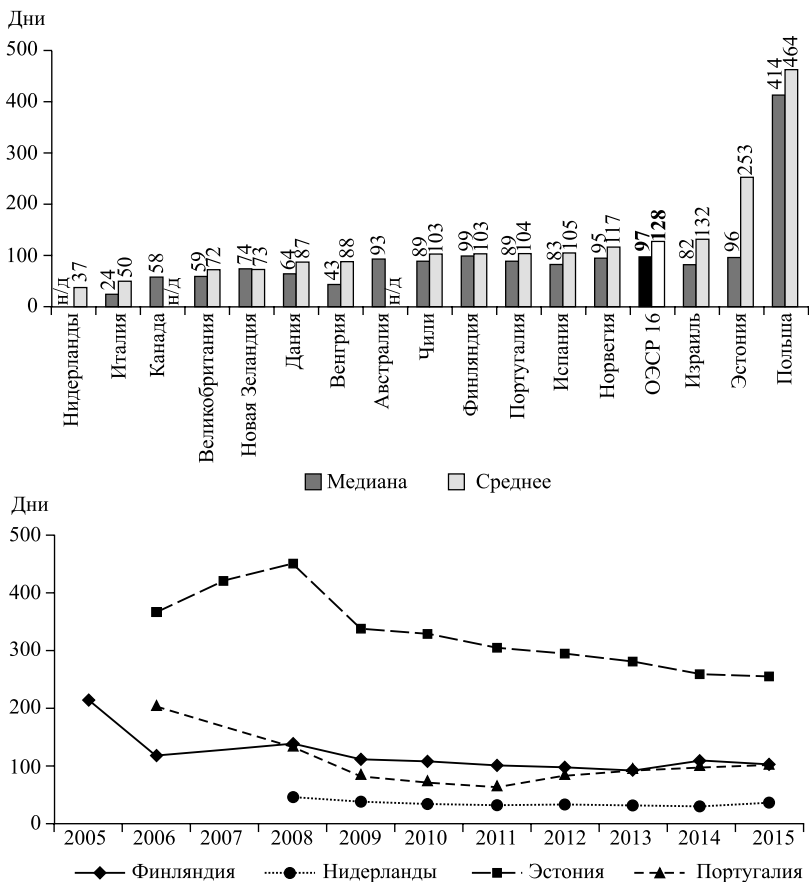 Дни
500
400
300
200
100
0
н/д 37
24 50
58 н/д
59 72
74 73
64 87
43 88
93 н/д
89 103
99 103
89 104
83 105
95 117
97 128
82 132
96 253
414 464
Нидерланды
Италия
Канада
Великобритания
Новая Зеландия
Дания
Венгрия
Австралия
Чили
Финляндия
Португалия
Испания
Норвегия
ОЭСР 16
Израиль
Эстония
Польша
Медиана Среднее
Дни
500
400
300
200
100
0
2005 2006 2007 2008 2009 2010 2011 2012 2013 2014 2015
Финляндия Нидерланды Эстония Португалия